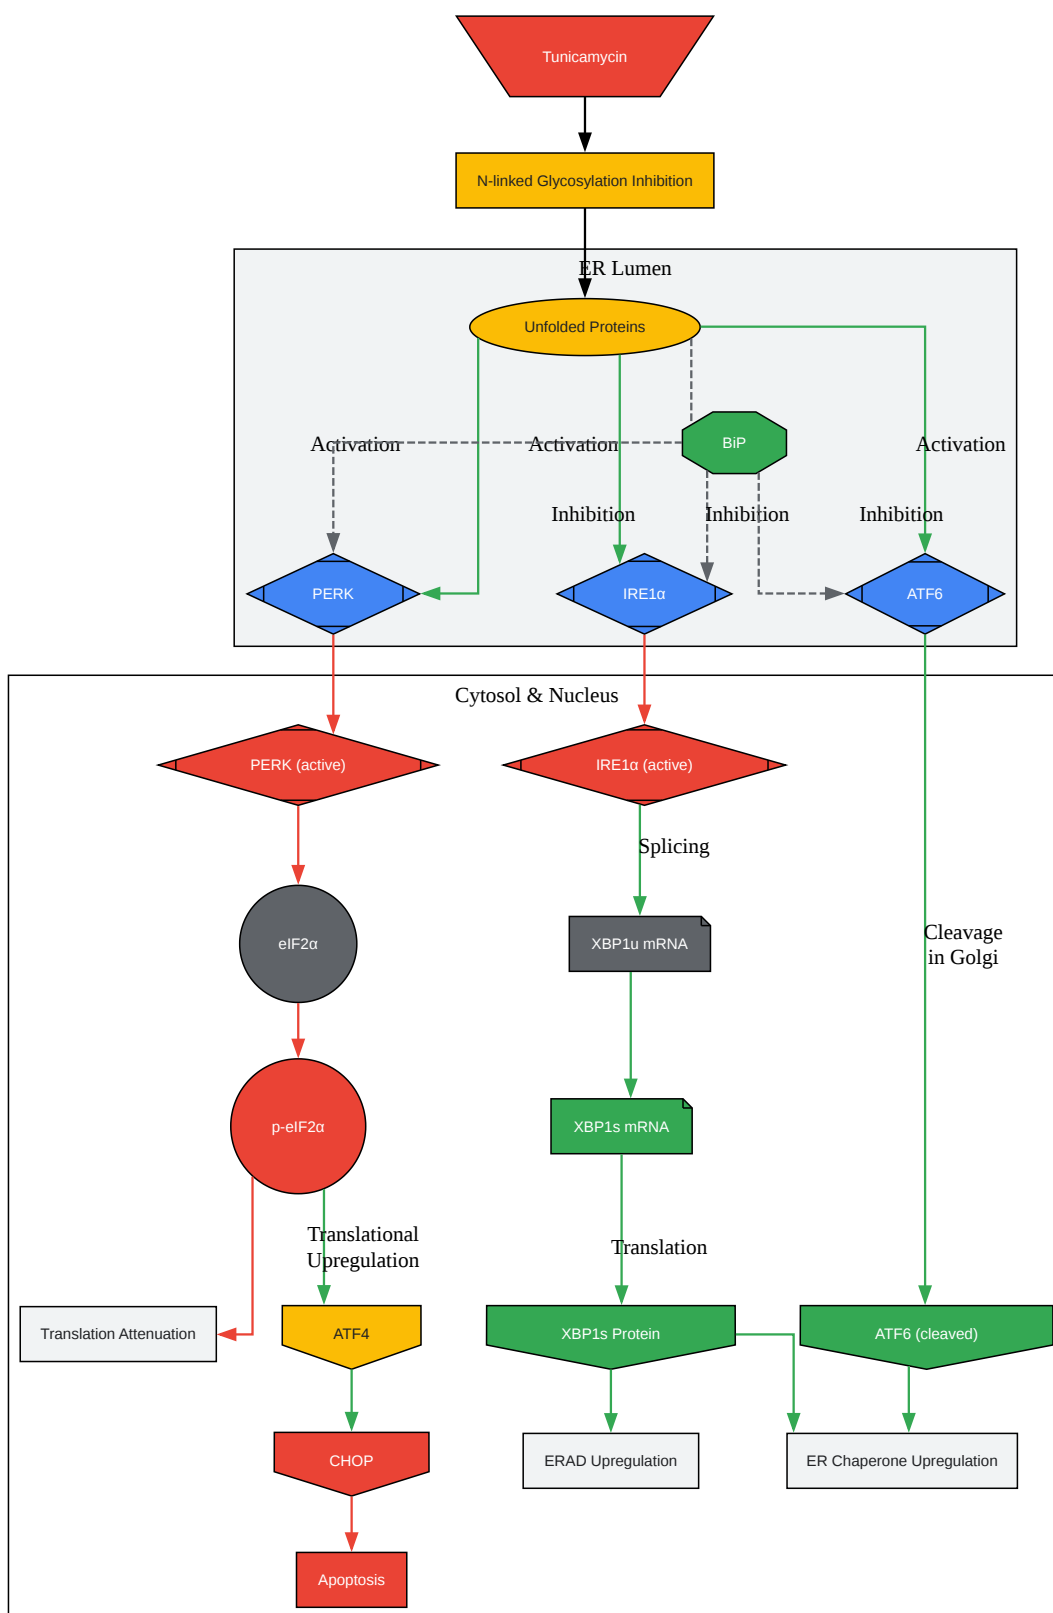 Tunicamycin
N-linked Glycosylation Inhibition
ER Lumen
Unfolded Proteins
BiP
Activation
Activation
Activation
Inhibition
Inhibition
Inhibition
PERK
IRE1α
ATF6
Cytosol & Nucleus
PERK (active)
IRE1α (active)
Splicing
eIF2α
XBP1u mRNA
Cleavage
in Golgi
p-eIF2α
XBP1s mRNA
Translational
Upregulation
Translation
Translation Attenuation
ATF4
XBP1s Protein
ATF6 (cleaved)
CHOP
ERAD Upregulation
ER Chaperone Upregulation
Apoptosis